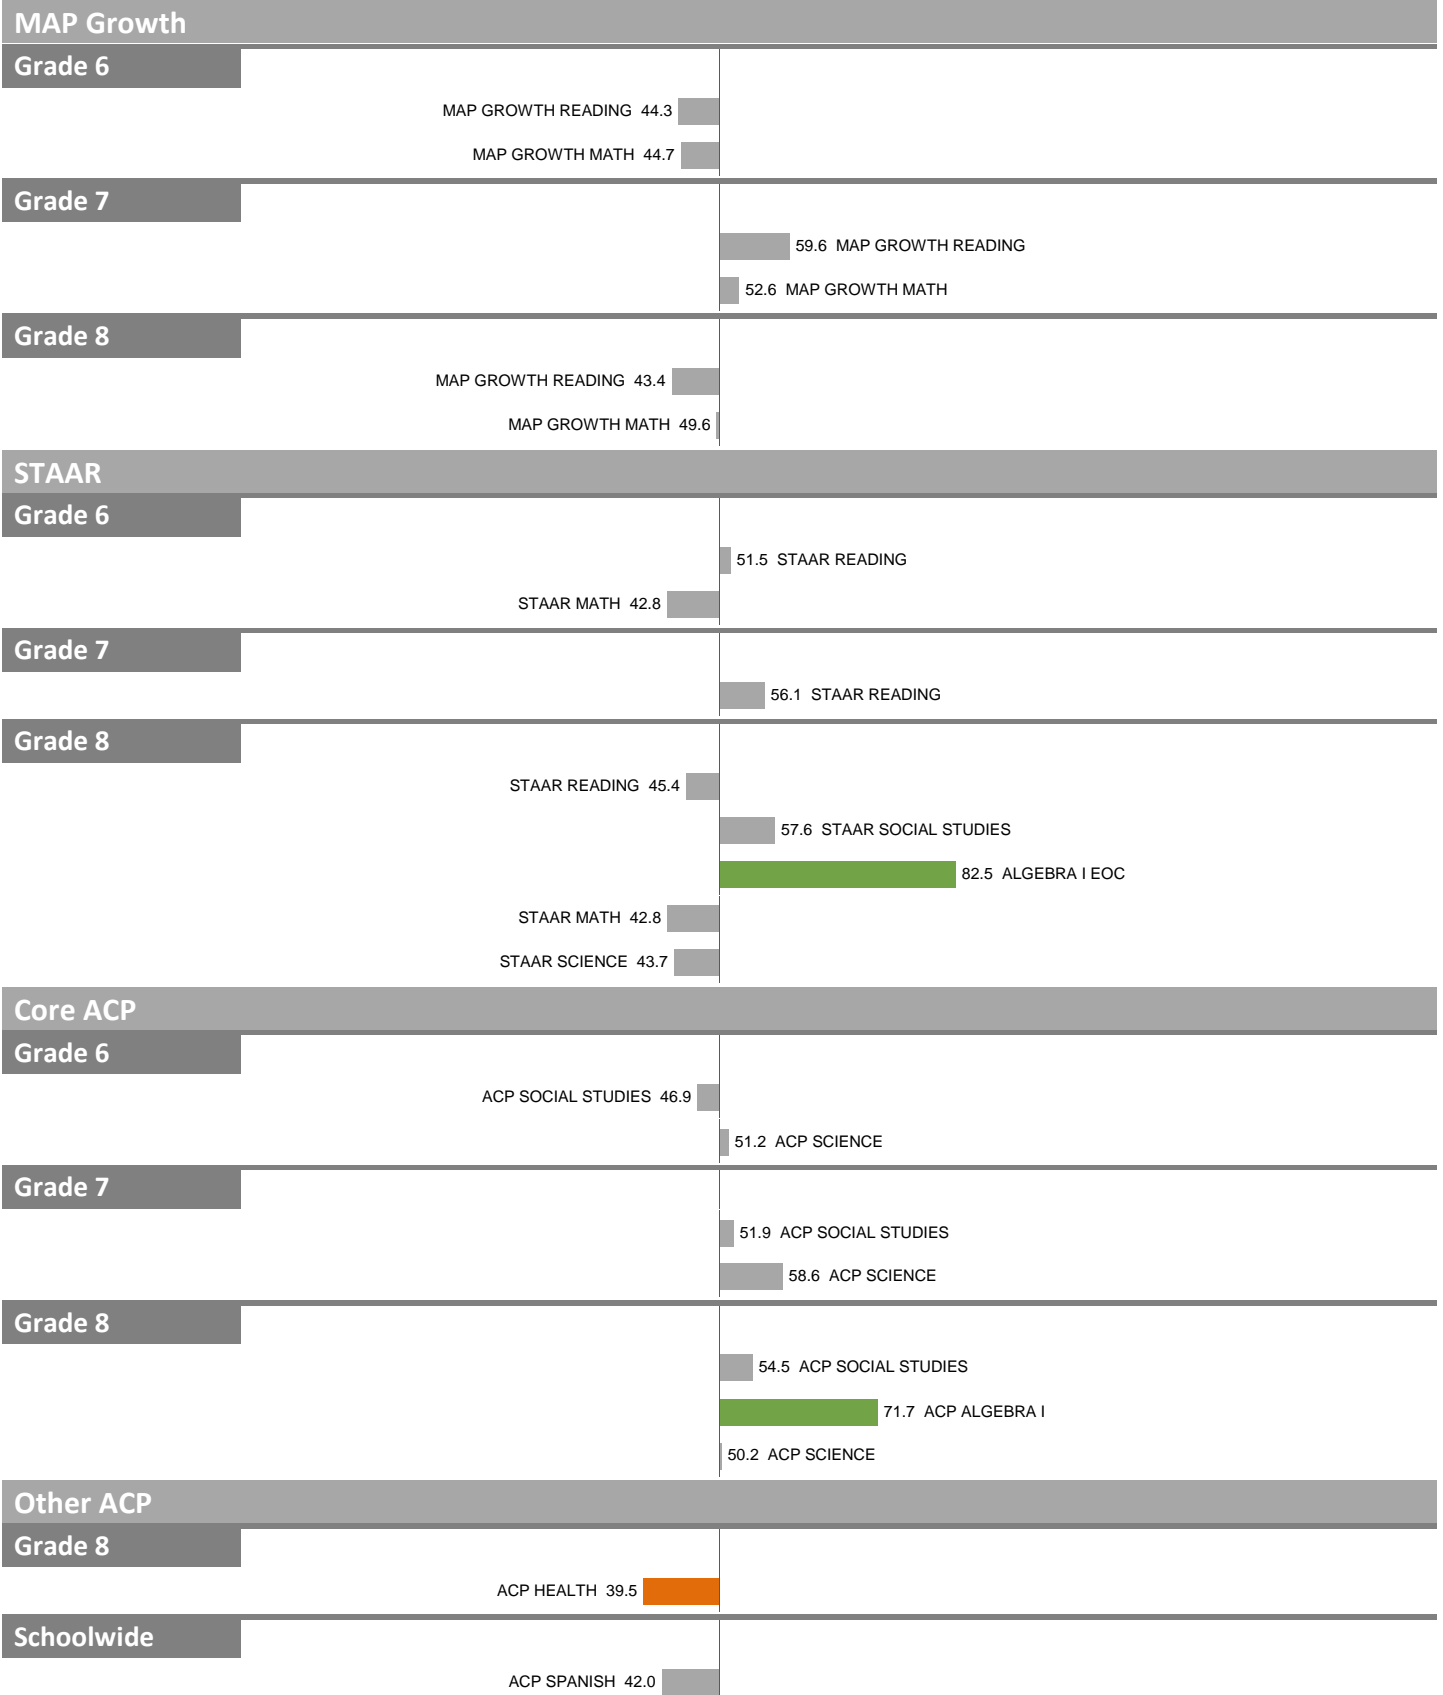 MAP Growth
Grade 6
MAP GROWTH READING 44.3
MAP GROWTH MATH 44.7
Grade 7
59.6 MAP GROWTH READING
52.6 MAP GROWTH MATH
Grade 8
MAP GROWTH READING 43.4
MAP GROWTH MATH 49.6
STAAR
Grade 6
51.5 STAAR READING
STAAR MATH 42.8
Grade 7
56.1 STAAR READING
Grade 8
STAAR READING 45.4
57.6 STAAR SOCIAL STUDIES
82.5 ALGEBRA I EOC
STAAR MATH 42.8
STAAR SCIENCE 43.7
Core ACP
Grade 6
ACP SOCIAL STUDIES 46.9
51.2 ACP SCIENCE
Grade 7
51.9 ACP SOCIAL STUDIES
58.6 ACP SCIENCE
Grade 8
54.5 ACP SOCIAL STUDIES
71.7 ACP ALGEBRA I
50.2 ACP SCIENCE
Other ACP
Grade 8
ACP HEALTH 39.5
Schoolwide
ACP SPANISH 42.0